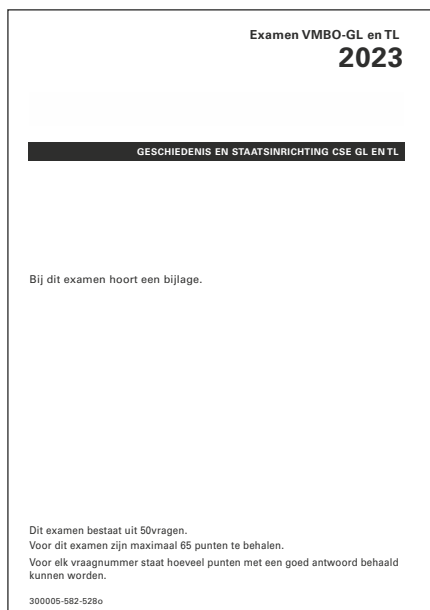 Examen VMBO-GL en TL
2023
GESCHIEDENIS EN STAATSINRICHTING CSE GL EN TL
Bij dit examen hoort een bijlage.
Dit examen bestaat uit 50vragen.
Voor dit examen zijn maximaal 65 punten te behalen.
Voor elk vraagnummer staat hoeveel punten met een goed antwoord behaald
kunnen worden.
300005-582-528o